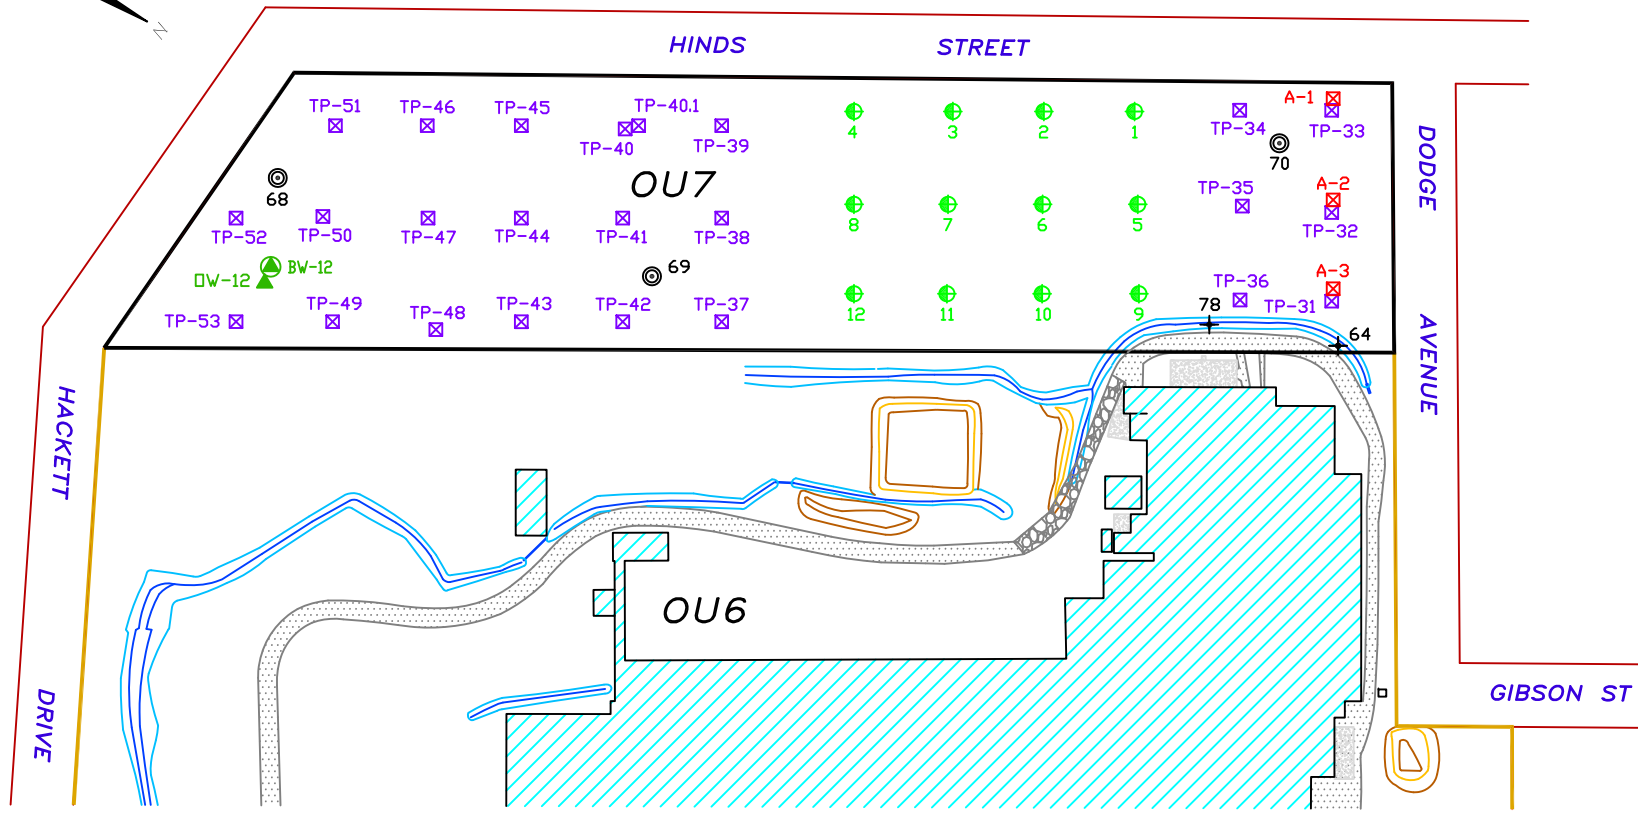 N
HINDS STREET
TP-51 TP-46 TP-45 TP-40.1 A-1
TP-40 TP-39 4 3 2 1 TP-34 TP-33
70
68 OU7 TP-35 A-2
TP-52 TP-50 TP-47 TP-44 TP-41 TP-38 8 7 6 5 TP-32
OW-12 BW-12 69 A-3
TP-53 TP-49 TP-48 TP-43 TP-42 TP-37 12 11 10 9 TP-36 TP-31
78 64
DODGE
AVENUE
HACKETT
DRIVE
OU6
GIBSON ST